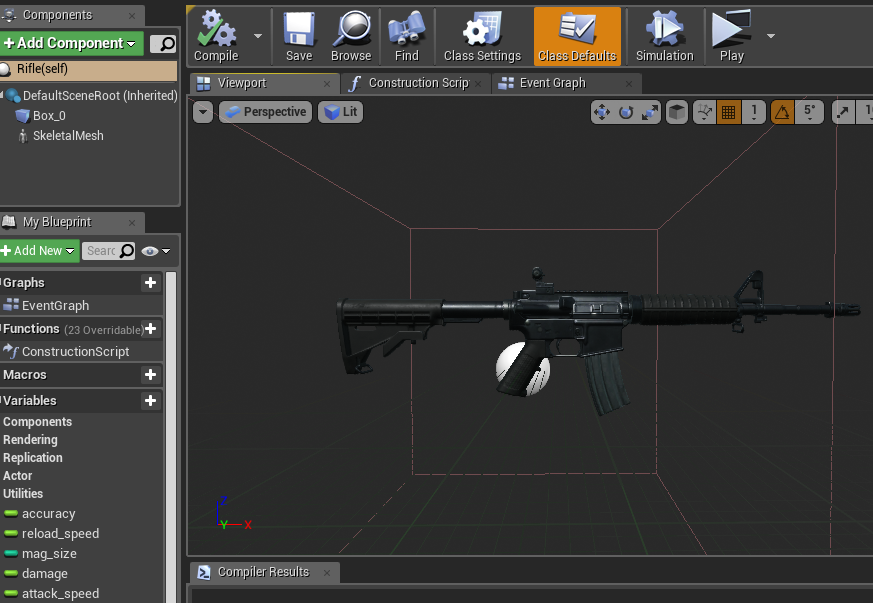 Components
+Add Component
Rifle(self)
DefaultSceneRoot (Inherited)
Box_0
SkeletalMesh
My Blueprint
+Add New
Searc
Graphs
EventGraph
Functions (23 Overridable)
ConstructionScript
Macros
Variables
Components
Rendering
Replication
Actor
Utilities
accuracy
reload_speed
mag_size
damage
attack_speed
Compile
Save
Browse
Find
Class Settings
Class Defaults
Simulation
Play
Viewport
Construction Scrip
Event Graph
Perspective
Lit
1
5°
Z
Y
X
Compiler Results